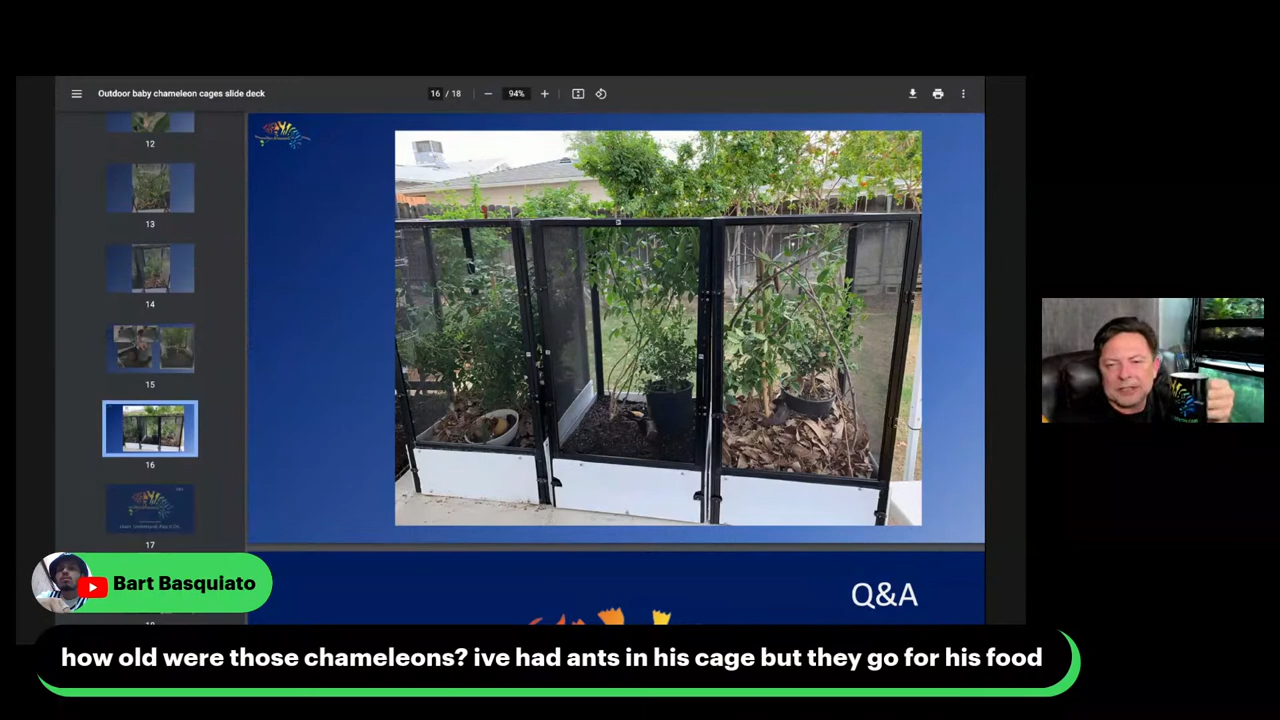 Outdoor baby chameleon cages slide deck
16 / 18
94%
12
13
14
15
16
17
Q&A
Bart Basquiato
how old were those chameleons? ive had ants in his cage but they go for his food